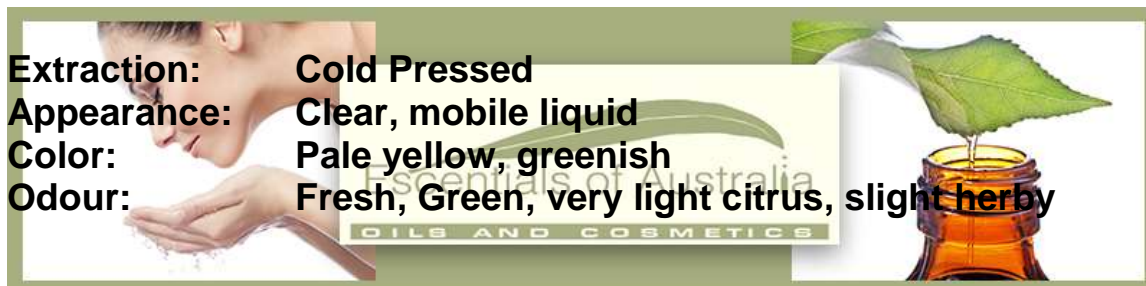 Extraction: Cold Pressed
Appearance: Clear, mobile liquid
Color: Pale yellow, greenish
Escentials of Australia
Odour: Fresh, Green, very light citrus, slight herby
OILS AND COSMETICS